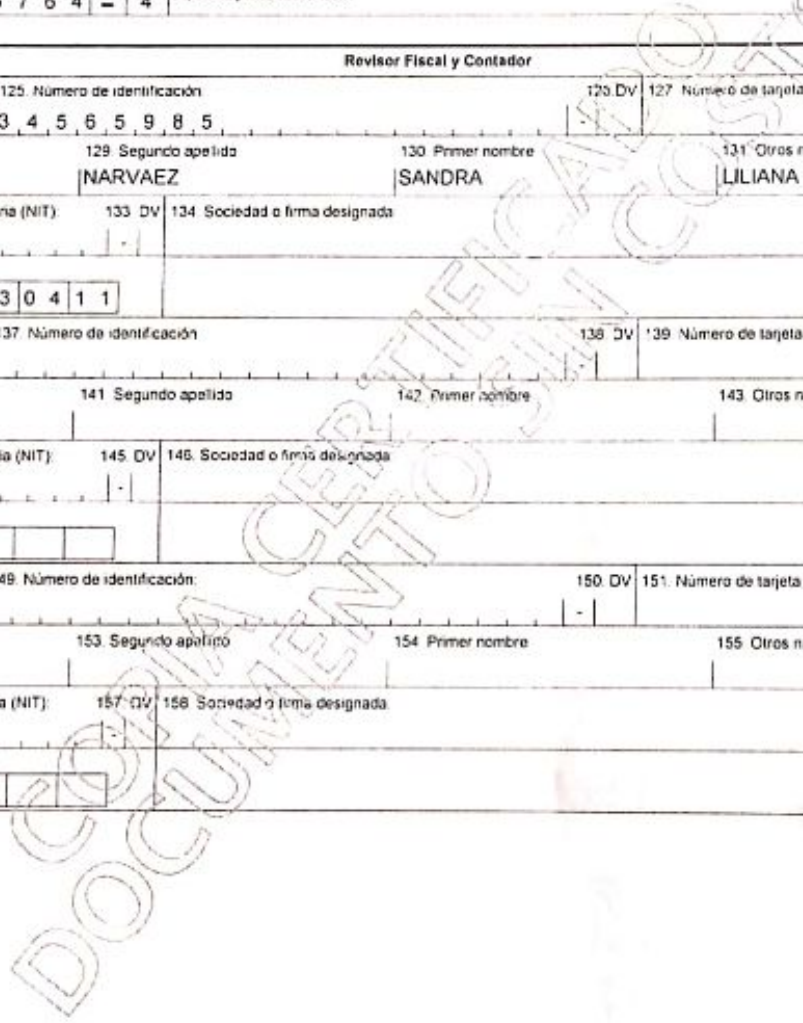 7 6 4 - 4
Revisor Fiscal y Contador
125. Número de identificación 126. DV 127. Número de tarjeta
3 4 5 6 5 9 8 5 -
129. Segundo apellido 130. Primer nombre 131. Otros n
NARVAEZ SANDRA LILIANA
ria (NIT): 133. DV 134. Sociedad o firma designada
-
3 0 4 1 1
137. Número de identificación 138. DV 139. Número de tarjeta
-
141. Segundo apellido 142. Primer nombre 143. Otros n
ia (NIT): 145. DV 146. Sociedad o firma designada
-
49. Número de identificación: 150. DV 151. Número de tarjeta
-
153. Segundo apellido 154. Primer nombre 155. Otros n
a (NIT): 157. DV 158. Sociedad o firma designada.
-
COPIA CERTIFICADO
DOCUMENTO SIN COSTO